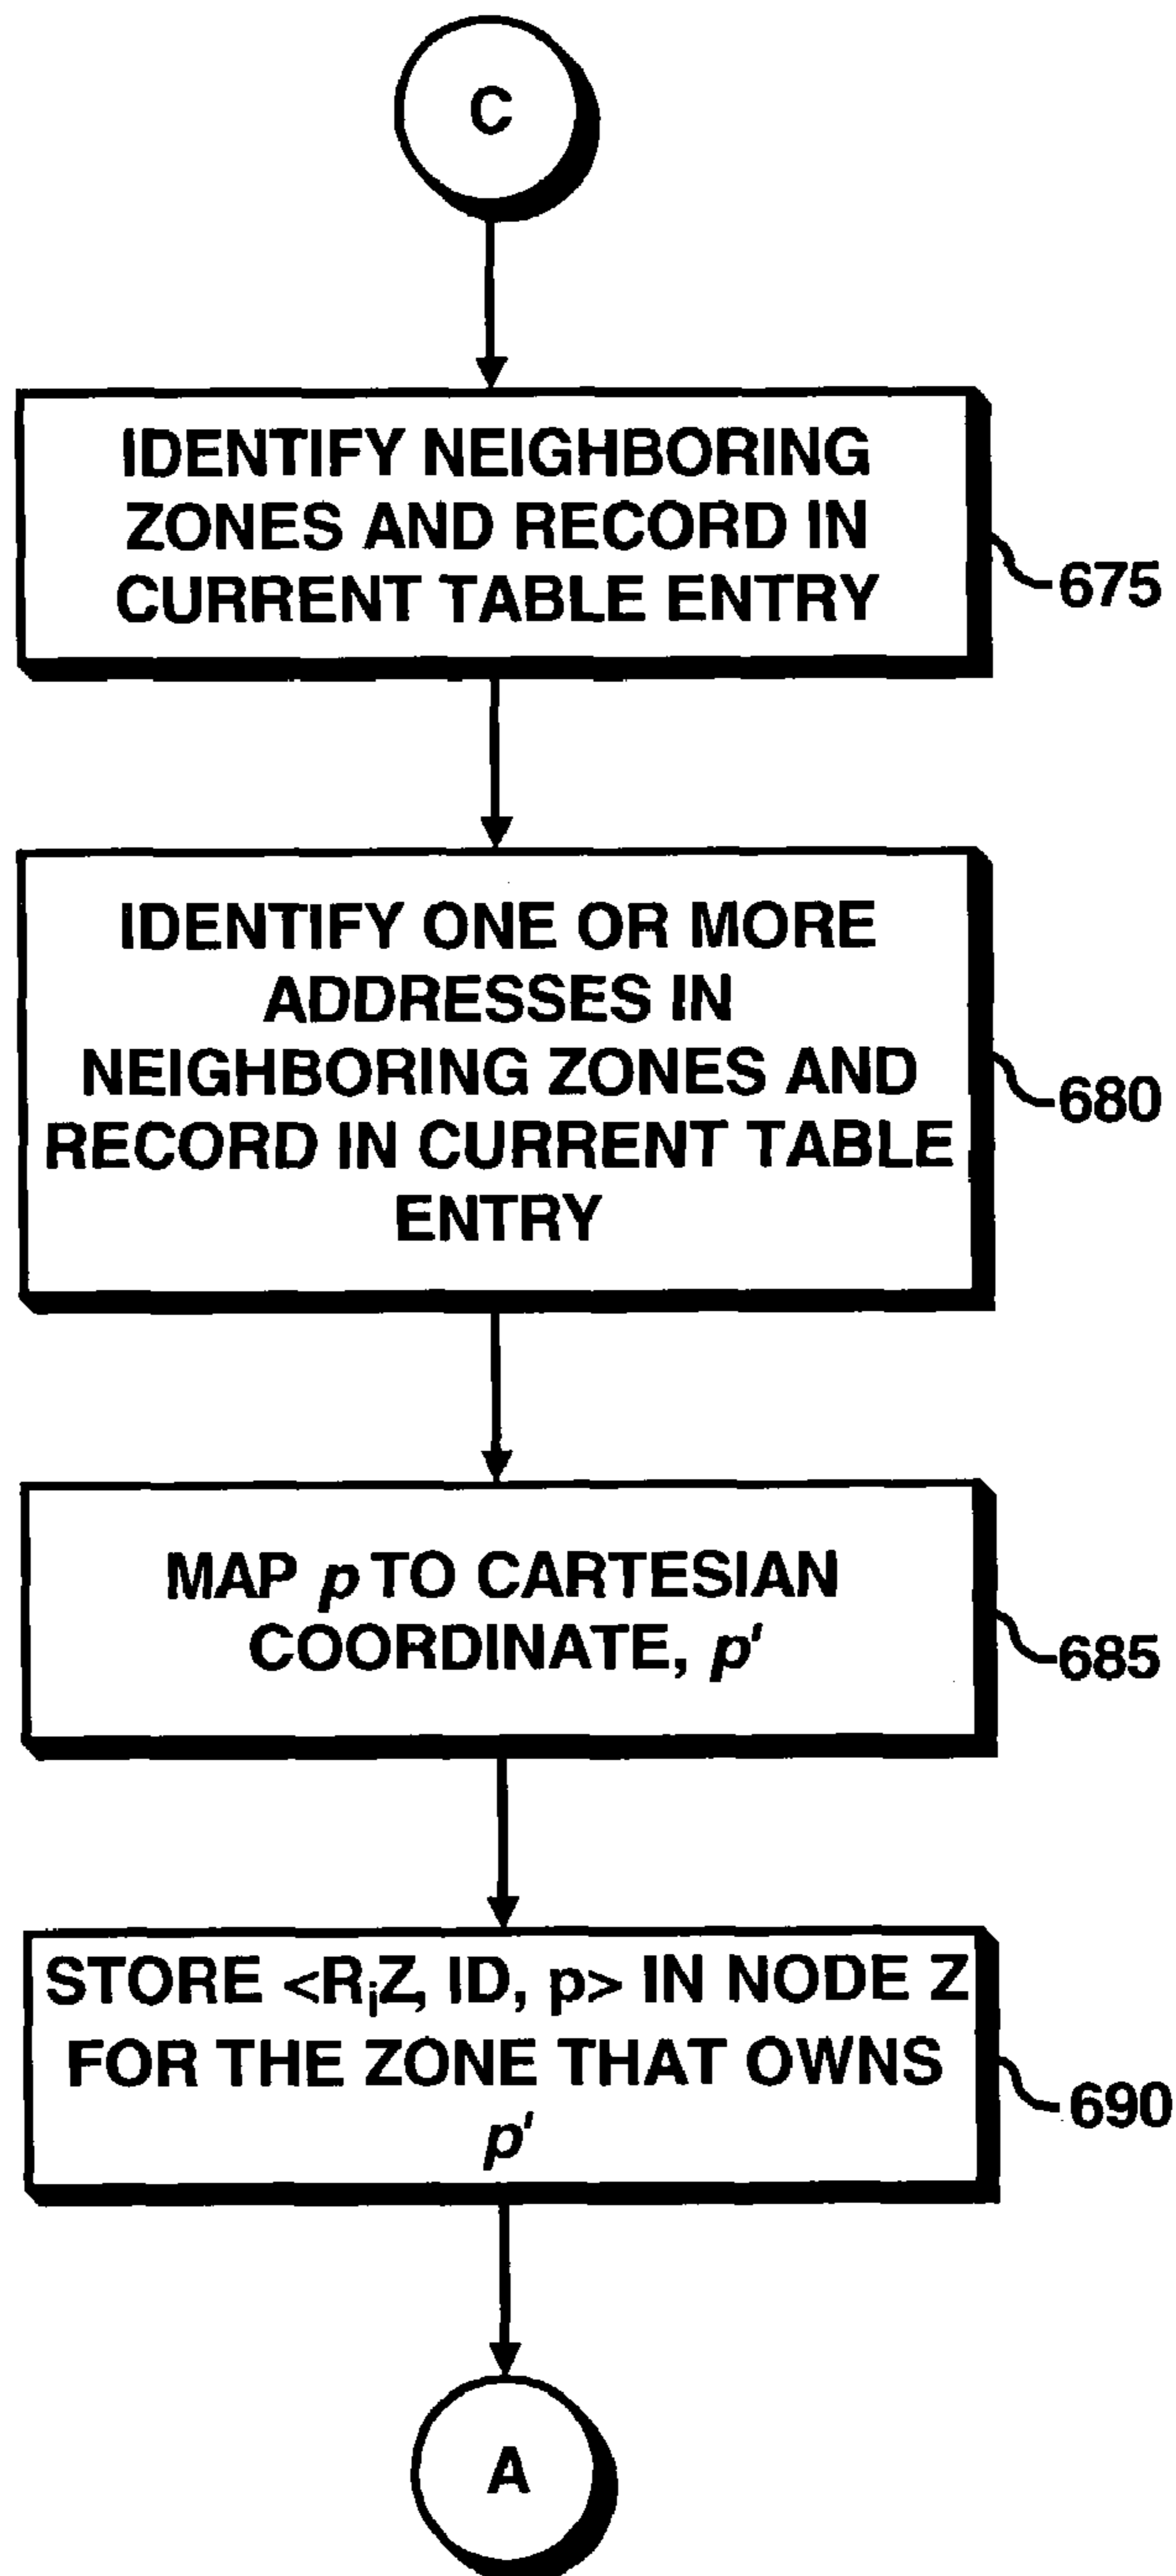 C
IDENTIFY NEIGHBORING
ZONES AND RECORD IN
CURRENT TABLE ENTRY
675
IDENTIFY ONE OR MORE
ADDRESSES IN
NEIGHBORING ZONES AND
RECORD IN CURRENT TABLE
ENTRY
680
MAP p TO CARTESIAN
COORDINATE, p'
685
STORE <RᵢZ, ID, p> IN NODE Z
FOR THE ZONE THAT OWNS
p'
690
A